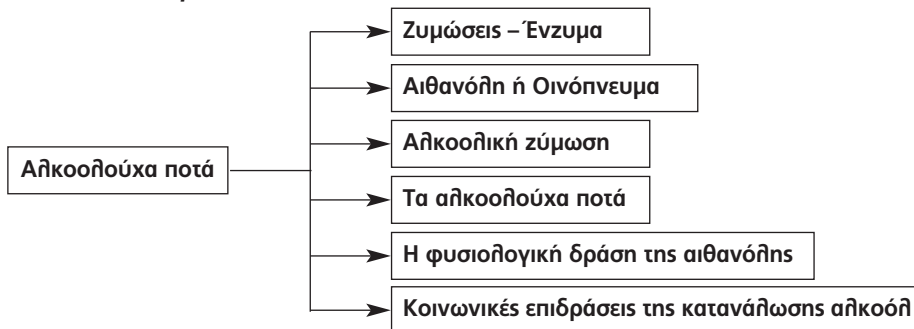 Ζυμώσεις – Ένζυμα
Αιθανόλη ή Οινόπνευμα
Αλκοολική ζύμωση
Αλκοολούχα ποτά
Τα αλκοολούχα ποτά
Η φυσιολογική δράση της αιθανόλης
Κοινωνικές επιδράσεις της κατανάλωσης αλκοόλ